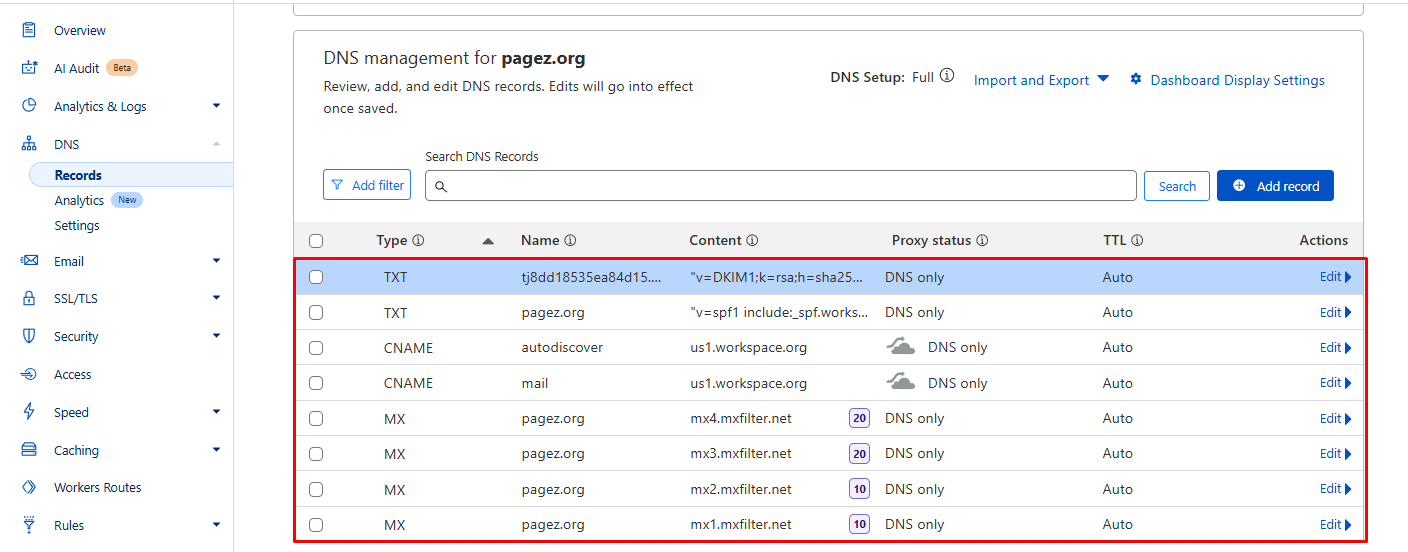 Overview
AI Audit Beta
Analytics & Logs
DNS
Records
Analytics New
Settings
Email
SSL/TLS
Security
Access
Speed
Caching
Workers Routes
Rules
DNS management for pagez.org
Review, add, and edit DNS records. Edits will go into effect
once saved.
DNS Setup: Full
Import and Export
Dashboard Display Settings
Search DNS Records
Add filter
Search
Add record
Type Name Content Proxy status TTL Actions
TXT tj8dd18535ea84d15.... "v=DKIM1;k=rsa;h=sha25... DNS only Auto Edit
TXT pagez.org "v=spf1 include:_spf.works... DNS only Auto Edit
CNAME autodiscover us1.workspace.org DNS only Auto Edit
CNAME mail us1.workspace.org DNS only Auto Edit
MX pagez.org mx4.mxfilter.net 20 DNS only Auto Edit
MX pagez.org mx3.mxfilter.net 20 DNS only Auto Edit
MX pagez.org mx2.mxfilter.net 10 DNS only Auto Edit
MX pagez.org mx1.mxfilter.net 10 DNS only Auto Edit